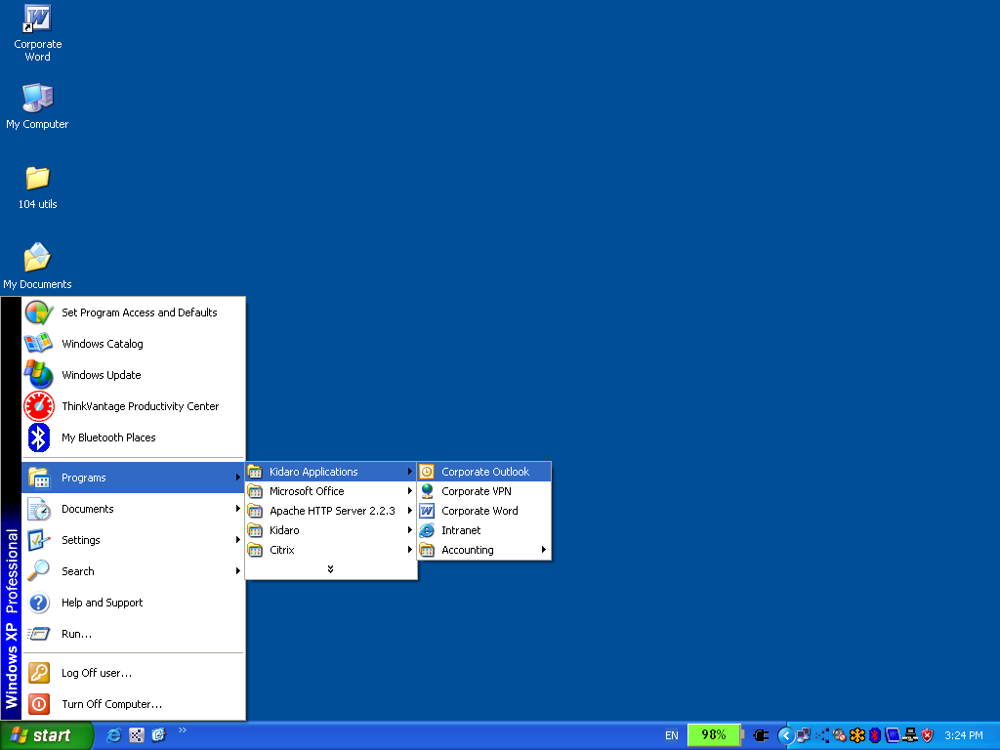 Corporate
Word
My Computer
104 utils
My Documents
Set Program Access and Defaults
Windows Catalog
Windows Update
ThinkVantage Productivity Center
My Bluetooth Places
Programs
Documents
Settings
Search
Help and Support
Run...
Log Off user...
Turn Off Computer...
Windows XP Professional
Kidaro Applications
Microsoft Office
Apache HTTP Server 2.2.3
Kidaro
Citrix
Corporate Outlook
Corporate VPN
Corporate Word
Intranet
Accounting
start
EN
98%
3:24 PM